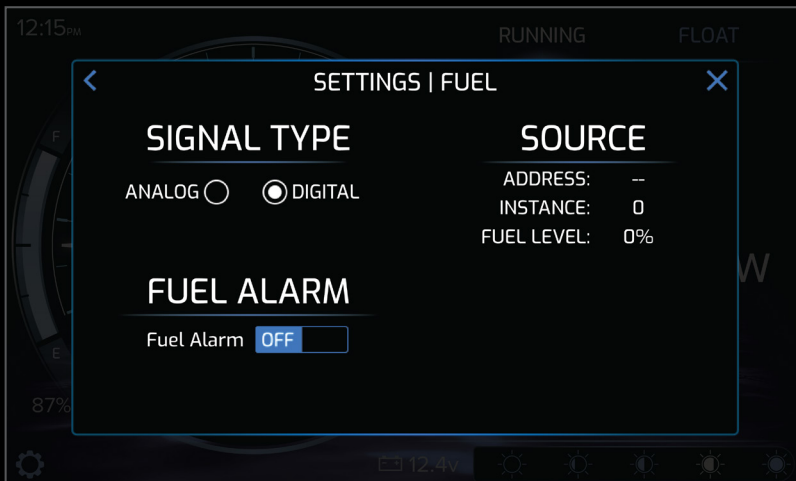 12:15PM
RUNNING FLOAT
SETTINGS | FUEL
SIGNAL TYPE
ANALOG DIGITAL
SOURCE
ADDRESS: --
INSTANCE: 0
FUEL LEVEL: 0%
FUEL ALARM
Fuel Alarm OFF
F
E
W
87%
12.4v